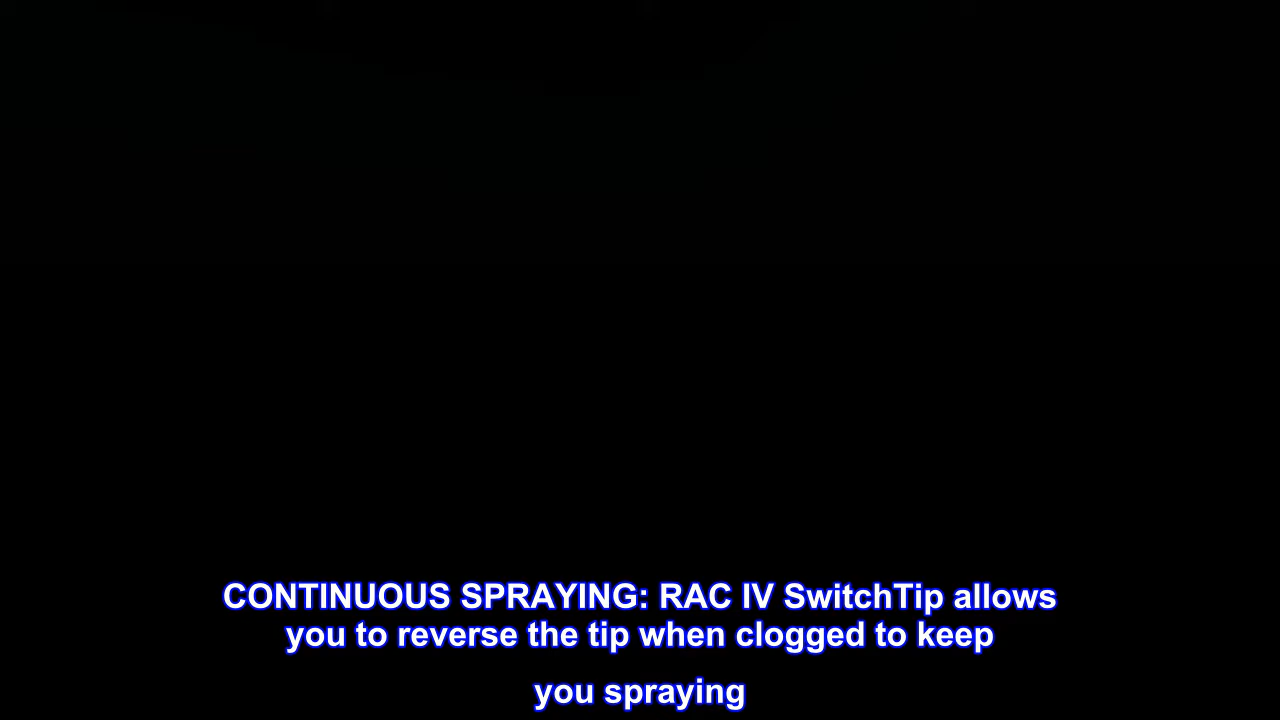 CONTINUOUS SPRAYING: RAC IV SwitchTip allows
you to reverse the tip when clogged to keep
you spraying